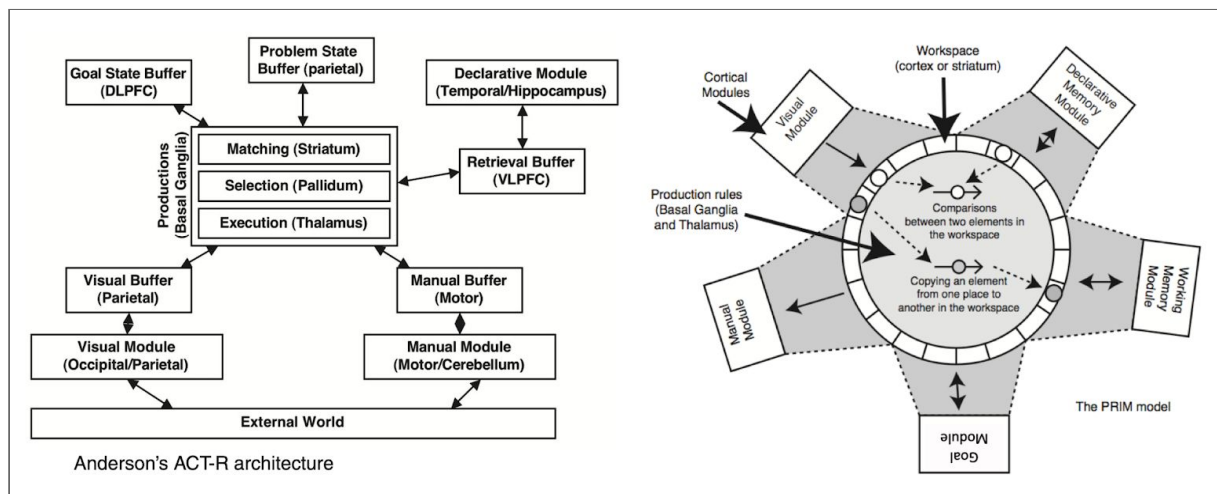 Goal State Buffer
(DLPFC)
Problem State
Buffer (parietal)
Declarative Module
(Temporal/Hippocampus)
Productions
(Basal Ganglia)
Matching (Striatum)
Selection (Pallidum)
Execution (Thalamus)
Retrieval Buffer
(VLPFC)
Visual Buffer
(Parietal)
Manual Buffer
(Motor)
Visual Module
(Occipital/Parietal)
Manual Module
(Motor/Cerebellum)
External World
Anderson's ACT-R architecture
Workspace
(cortex or striatum)
Cortical
Modules
Visual
Module
Declarative
Memory
Module
Production rules
(Basal Ganglia
and Thalamus)
Comparisons
between two elements in
the workspace
Copying an element
from one place to
another in the workspace
Manual
Module
Working
Memory
Module
Goal
Module
The PRIM model